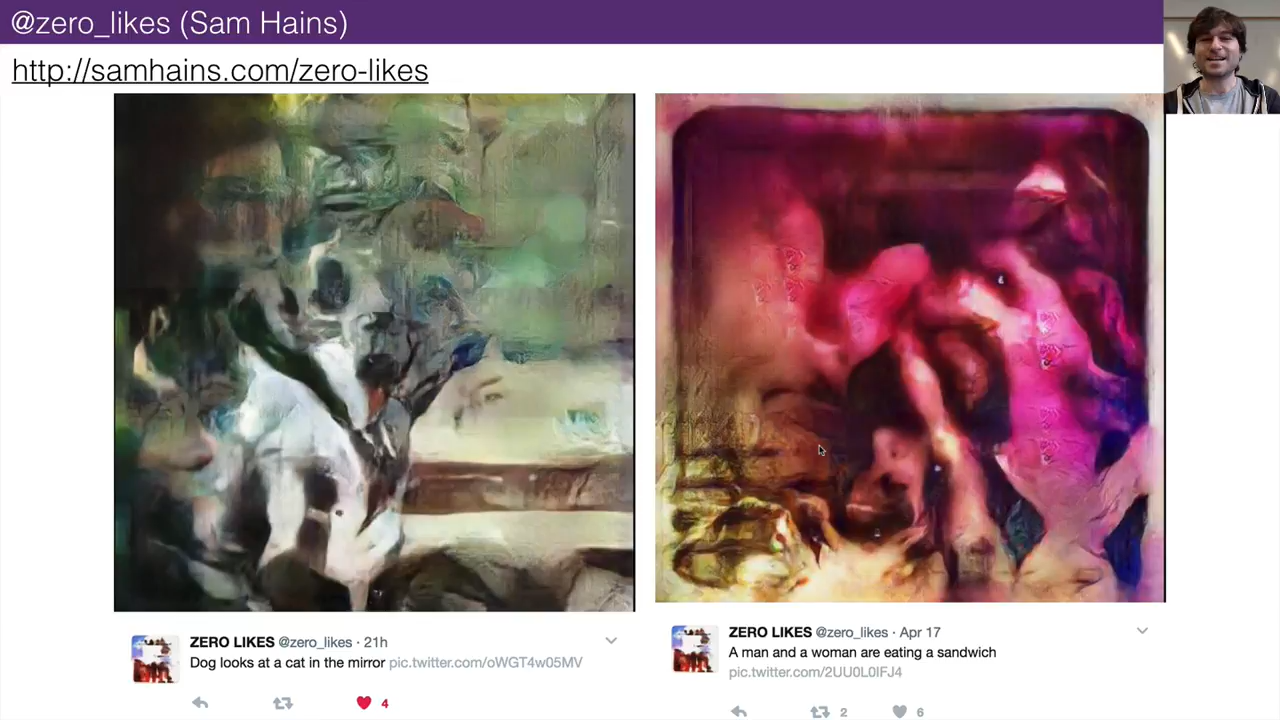 @zero_likes (Sam Hains)
http://samhains.com/zero-likes
ZERO LIKES @zero_likes · 21h
Dog looks at a cat in the mirror pic.twitter.com/oWGT4w05MV
4
ZERO LIKES @zero_likes · Apr 17
A man and a woman are eating a sandwich
pic.twitter.com/2UU0L0lFJ4
2 6